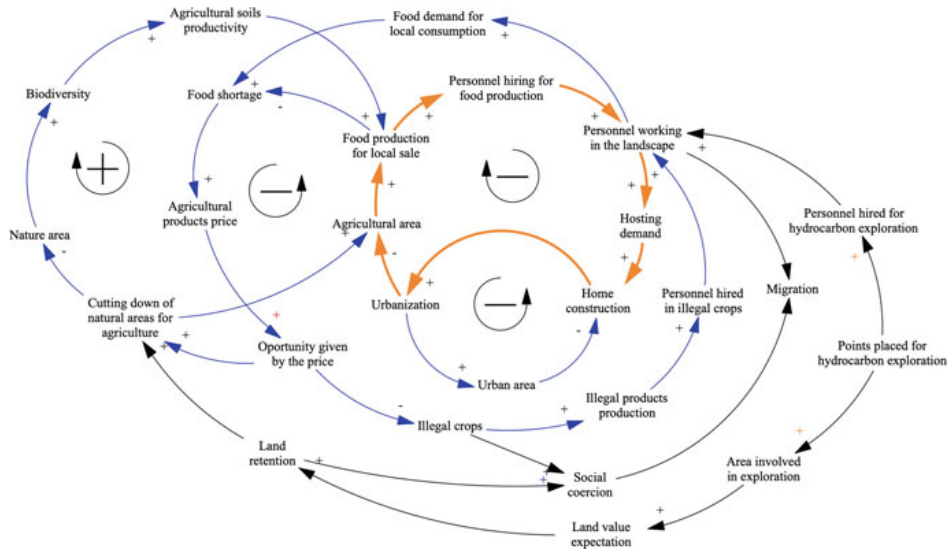 Agricultural soils
productivity
Food demand for
local consumption
Biodiversity
Food shortage
Personnel hiring for
food production
Food production
for local sale
Personnel working
in the landscape
Agricultural
products price
Agricultural area
Hosting
demand
Personnel hired for
hydrocarbon exploration
Nature area
Cutting down of
natural areas for
agriculture
Urbanization
Home
construction
Personnel hired
in illegal crops
Migration
Oportunity given
by the price
Points placed for
hydrocarbon exploration
Urban area
Illegal products
production
Illegal crops
Land
retention
Social
coercion
Area involved
in exploration
Land value
expectation